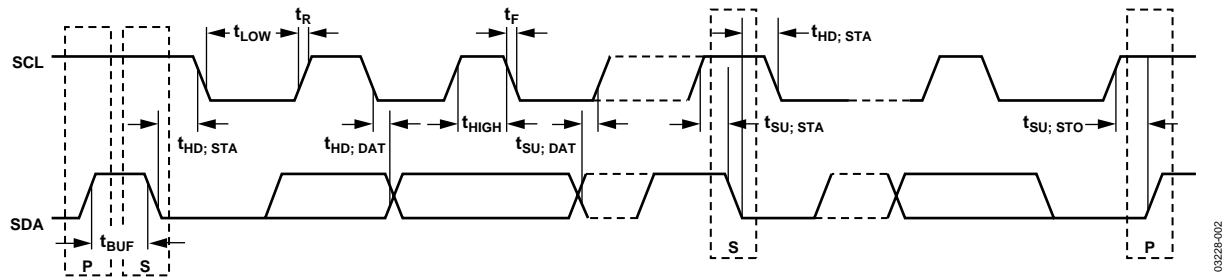 tR
tF
tLOW
tHD; STA
SCL
tHD; STA
tHD; DAT
tHIGH
tSU; DAT
tSU; STA
tSU; STO
SDA
tBUF
P
S
S
P
03228-002